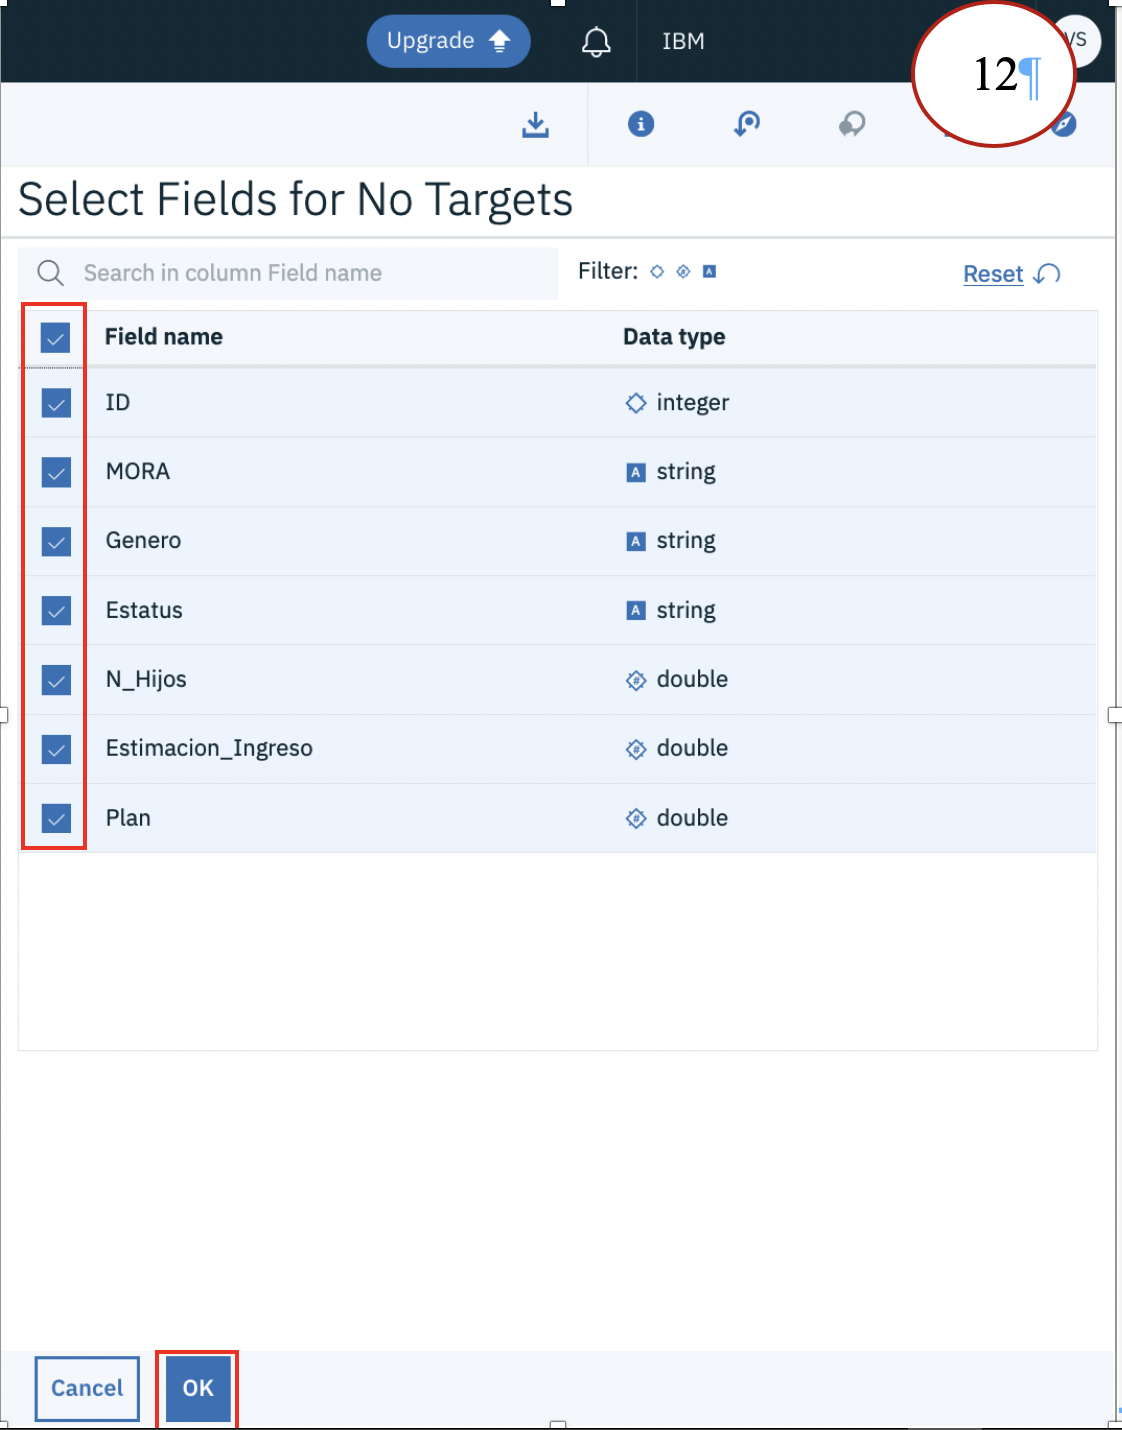 Upgrade IBM VS
12¶
Select Fields for No Targets
Search in column Field name Filter: Reset
Field name Data type
ID integer
MORA A string
Genero A string
Estatus A string
N_Hijos # double
Estimacion_Ingreso # double
Plan # double
Cancel OK